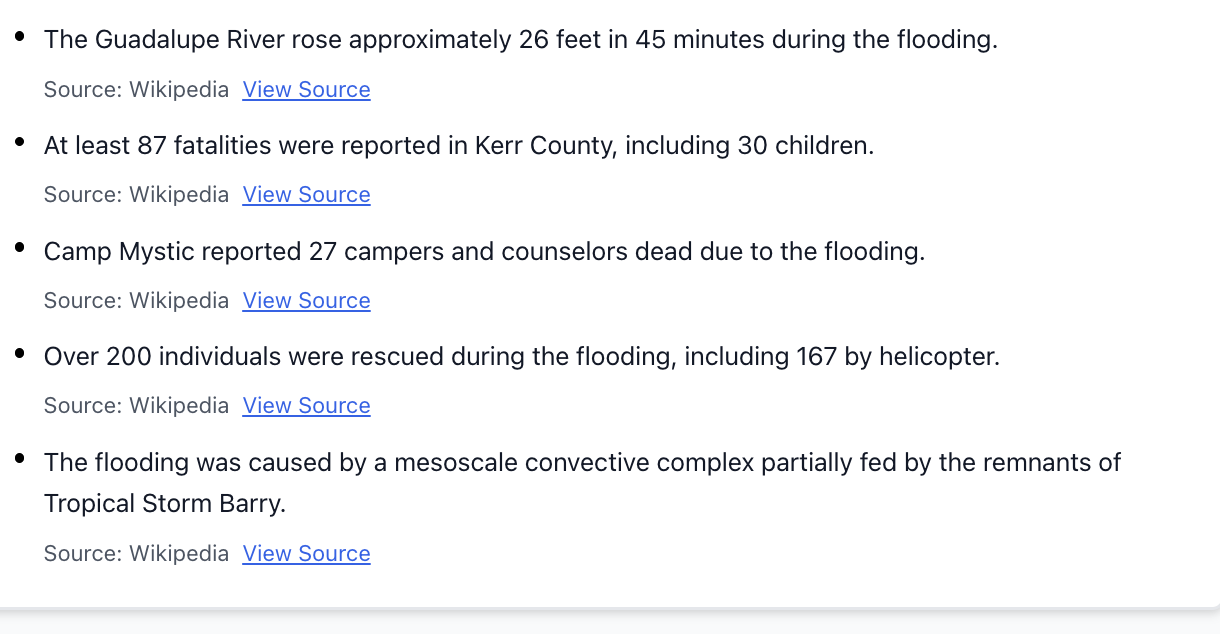 • The Guadalupe River rose approximately 26 feet in 45 minutes during the flooding.
Source: Wikipedia View Source
• At least 87 fatalities were reported in Kerr County, including 30 children.
Source: Wikipedia View Source
• Camp Mystic reported 27 campers and counselors dead due to the flooding.
Source: Wikipedia View Source
• Over 200 individuals were rescued during the flooding, including 167 by helicopter.
Source: Wikipedia View Source
• The flooding was caused by a mesoscale convective complex partially fed by the remnants of
Tropical Storm Barry.
Source: Wikipedia View Source